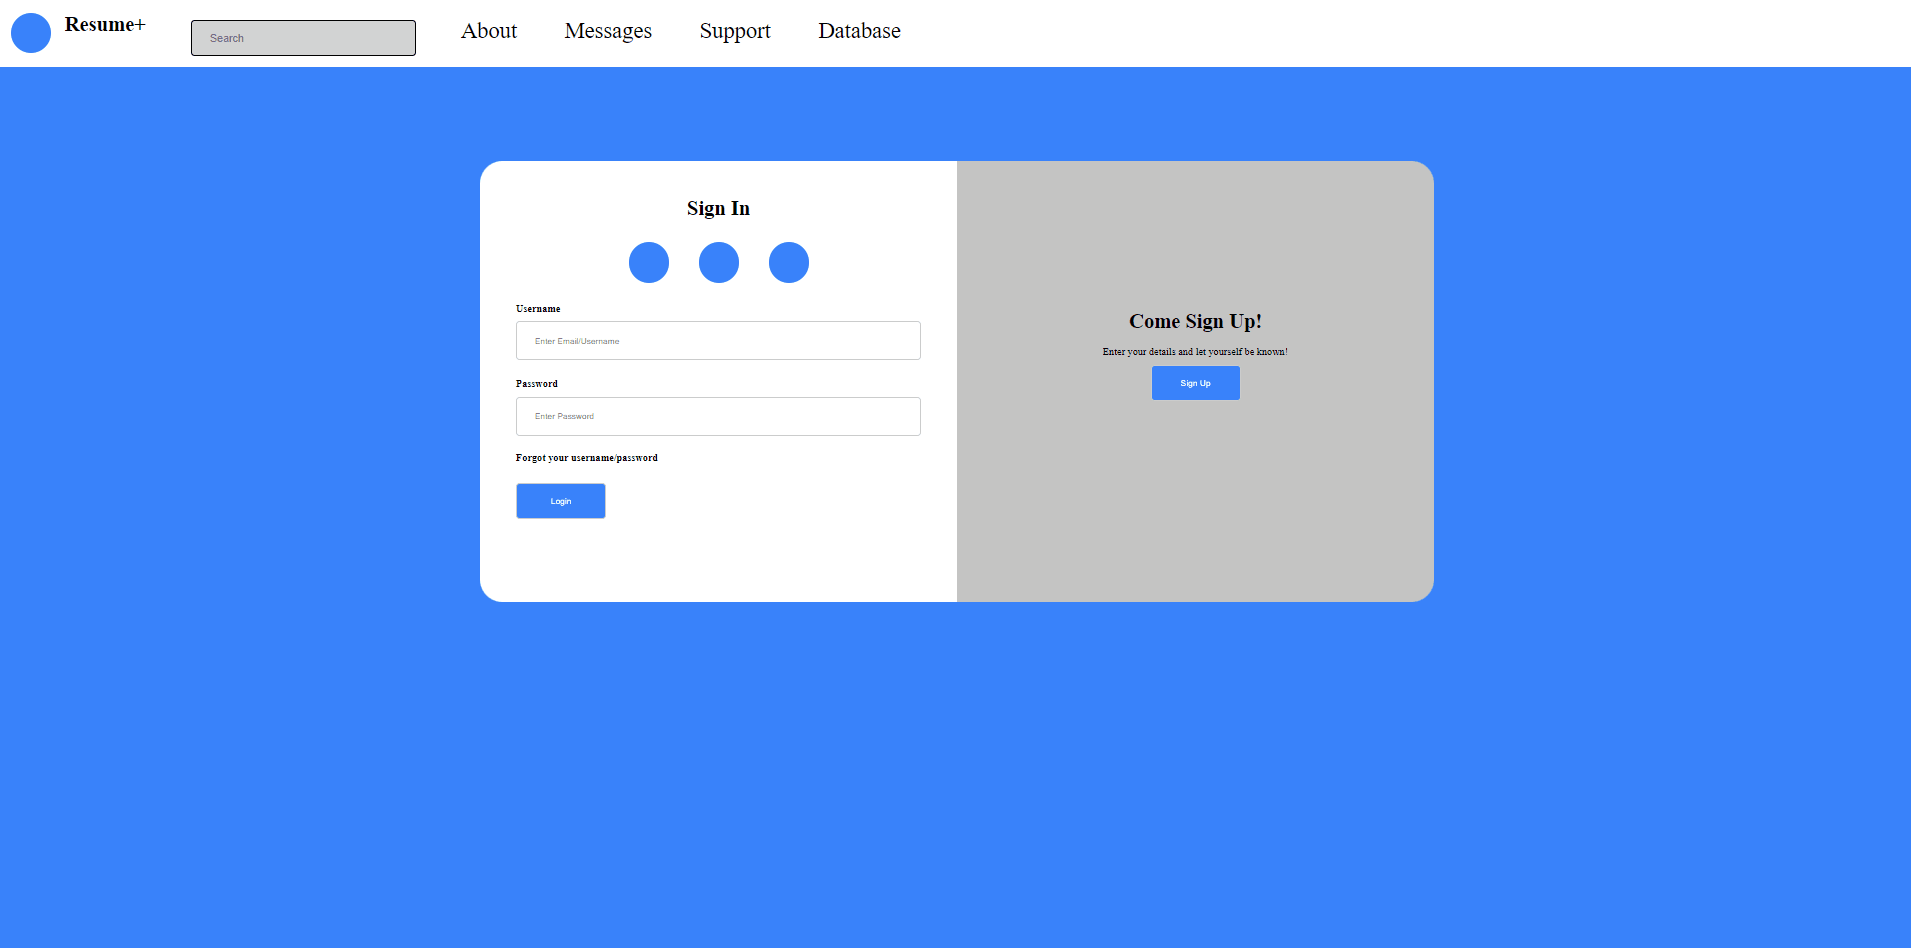 Resume+
Search
About
Messages
Support
Database
Sign In
Username
Enter Email/Username
Password
Enter Password
Forgot your username/password
Login
Come Sign Up!
Enter your details and let yourself be known!
Sign Up